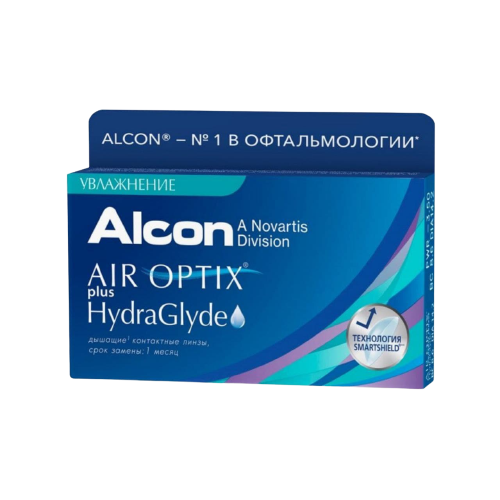 ALCON® – № 1 В ОФТАЛЬМОЛОГИИ*
УВЛАЖНЕНИЕ
Alcon A Novartis
Division
AIR OPTIX®
plus
HydraGlyde
дышащие¹ контактные линзы,
срок замены: 1 месяц
ТЕХНОЛОГИЯ
SMARTSHIELD